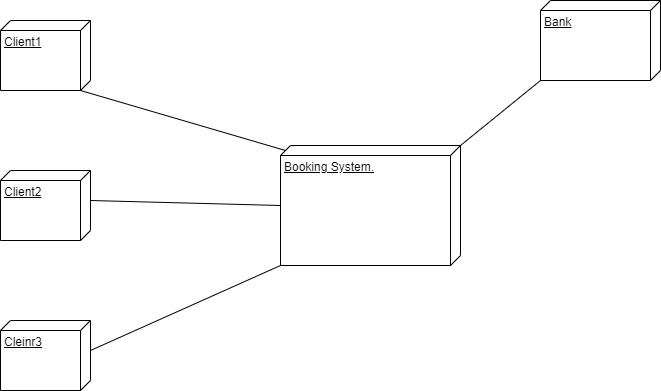 Client1
Bank
Booking System.
Client2
Cleinr3